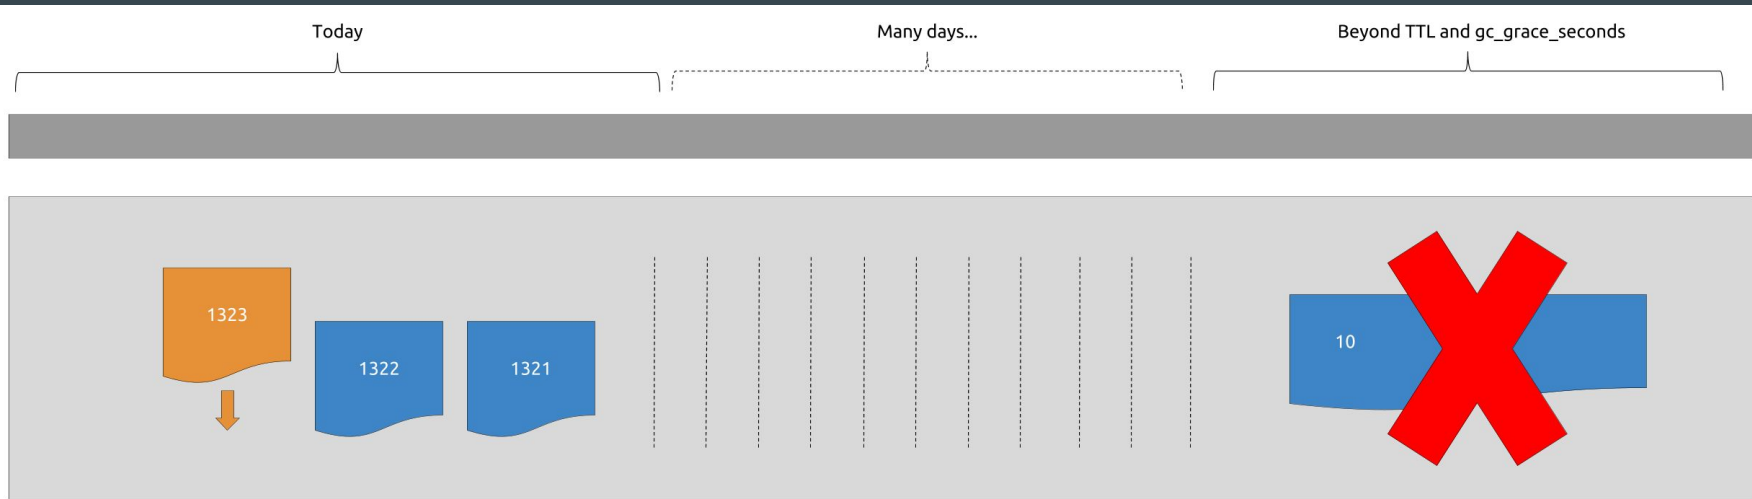 Today
Many days...
Beyond TTL and gc_grace_seconds
1323
1322
1321
10